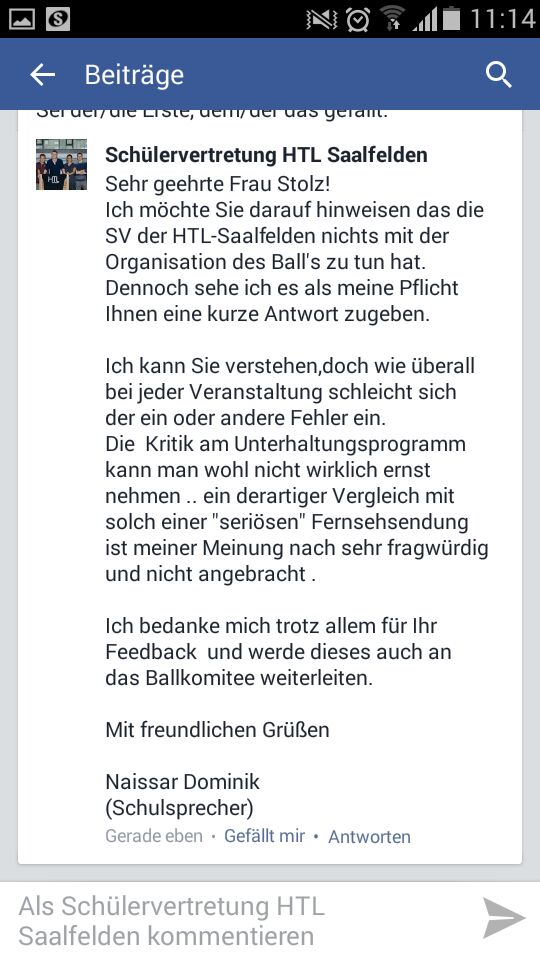 11:14
Beiträge
Sei der/die Erste, dem/der das gefällt.
Schülervertretung HTL Saalfelden
Sehr geehrte Frau Stolz!
Ich möchte Sie darauf hinweisen das die
SV der HTL-Saalfelden nichts mit der
Organisation des Ball's zu tun hat.
Dennoch sehe ich es als meine Pflicht
Ihnen eine kurze Antwort zugeben.
Ich kann Sie verstehen,doch wie überall
bei jeder Veranstaltung schleicht sich
der ein oder andere Fehler ein.
Die  Kritik am Unterhaltungsprogramm
kann man wohl nicht wirklich ernst
nehmen .. ein derartiger Vergleich mit
solch einer "seriösen" Fernsehsendung
ist meiner Meinung nach sehr fragwürdig
und nicht angebracht .
Ich bedanke mich trotz allem für Ihr
Feedback  und werde dieses auch an
das Ballkomitee weiterleiten.
Mit freundlichen Grüßen
Naissar Dominik
(Schulsprecher)
Gerade eben · Gefällt mir · Antworten
Als Schülervertretung HTL
Saalfelden kommentieren